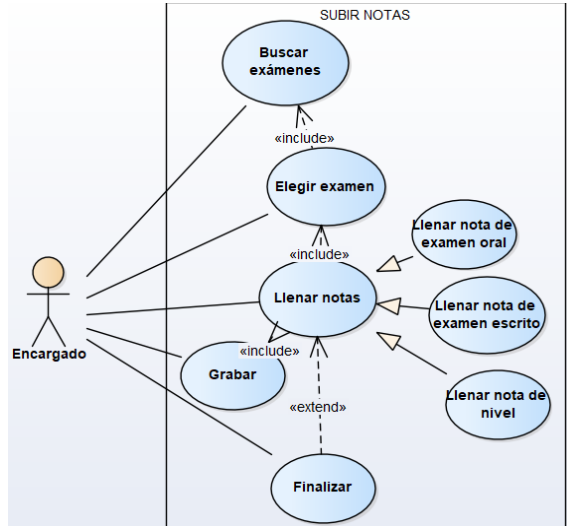 SUBIR NOTAS
Buscar
exámenes
«include»
Elegir examen
Llenar nota de
examen oral
«include»
Llenar notas
Llenar nota de
examen escrito
Encargado
«include»
Grabar
Llenar nota de
nivel
«extend»
Finalizar